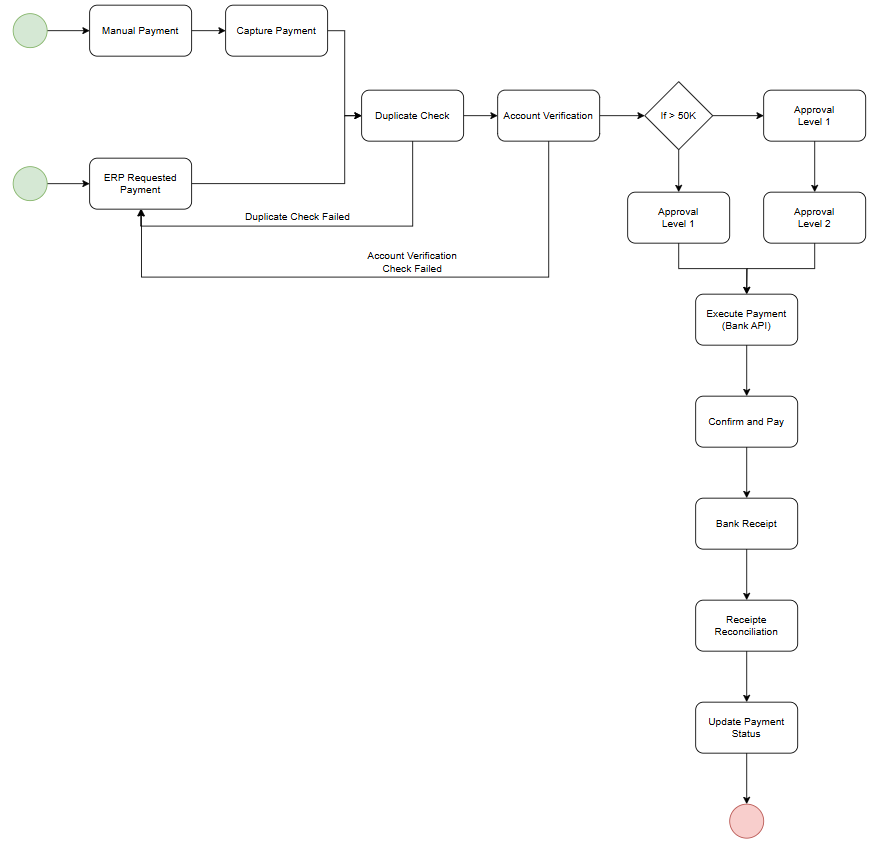 Manual Payment
Capture Payment
Duplicate Check
Account Verification
If > 50K
Approval
Level 1
ERP Requested
Payment
Approval
Level 1
Approval
Level 2
Duplicate Check Failed
Account Verification
Check Failed
Execute Payment
(Bank API)
Confirm and Pay
Bank Receipt
Receipte
Reconciliation
Update Payment
Status